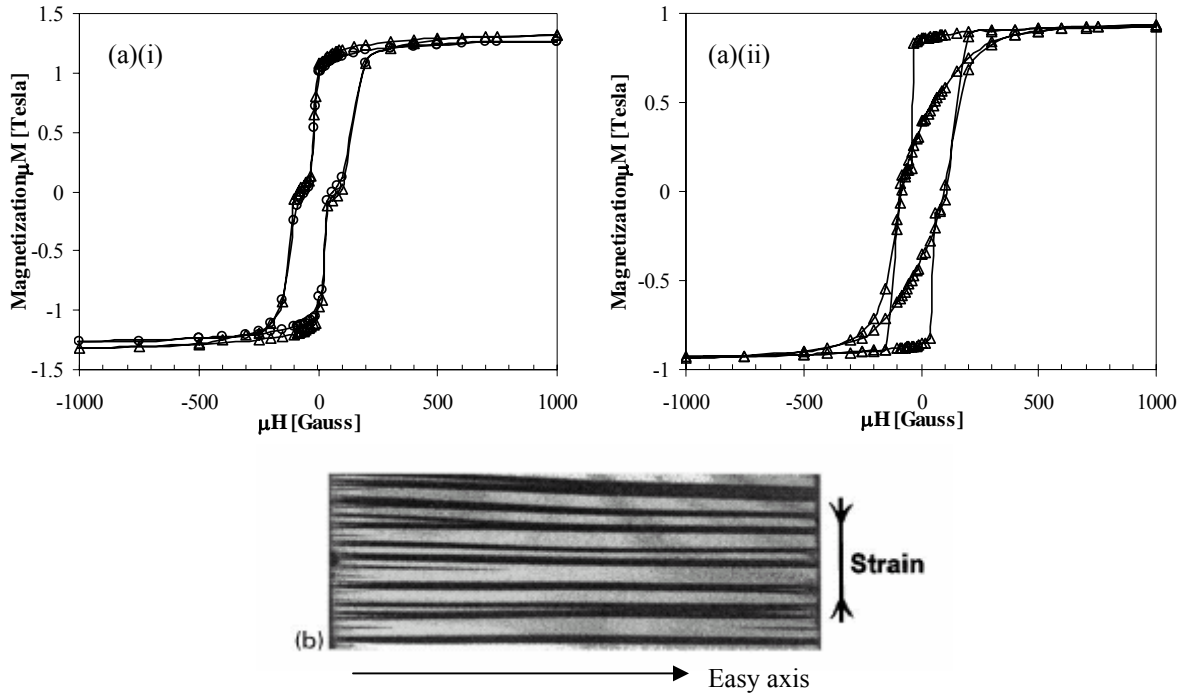 (a)(i)
Magnetization μM [Tesla]
1.5
1
0.5
0
-0.5
-1
-1.5
-1000
-500
0
500
1000
μH [Gauss]
(a)(ii)
Magnetization μM [Tesla]
1
0.5
0
-0.5
-1
-1000
-500
0
500
1000
μH [Gauss]
(b)
Strain
Easy axis